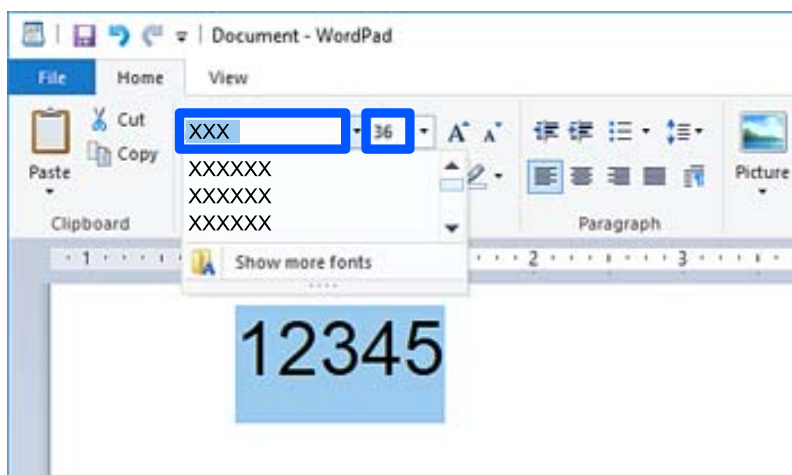 Document - WordPad
File Home View
Cut
Copy
Paste
Clipboard
XXX
36
A A
XXXXXX
XXXXXX
XXXXXX
Show more fonts
Paragraph
Picture
1 2 3
12345